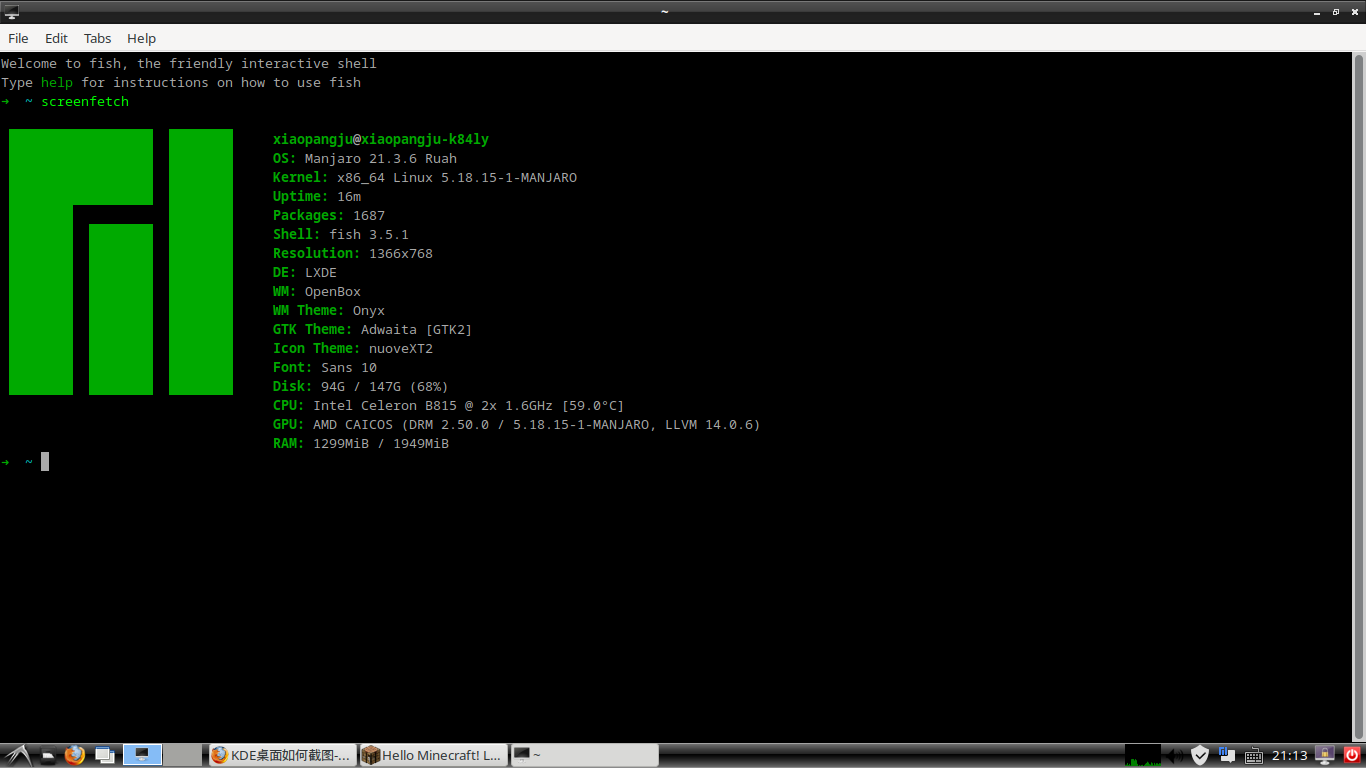 ~
File Edit Tabs Help
Welcome to fish, the friendly interactive shell
Type help for instructions on how to use fish
➜ ~ screenfetch
xiaopangju@xiaopangju-k84ly
OS: Manjaro 21.3.6 Ruah
Kernel: x86_64 Linux 5.18.15-1-MANJARO
Uptime: 16m
Packages: 1687
Shell: fish 3.5.1
Resolution: 1366x768
DE: LXDE
WM: OpenBox
WM Theme: Onyx
GTK Theme: Adwaita [GTK2]
Icon Theme: nuoveXT2
Font: Sans 10
Disk: 94G / 147G (68%)
CPU: Intel Celeron B815 @ 2x 1.6GHz [59.0°C]
GPU: AMD CAICOS (DRM 2.50.0 / 5.18.15-1-MANJARO, LLVM 14.0.6)
RAM: 1299MiB / 1949MiB
➜ ~
KDE桌面如何截图-... Hello Minecraft! L... ~ 21:13